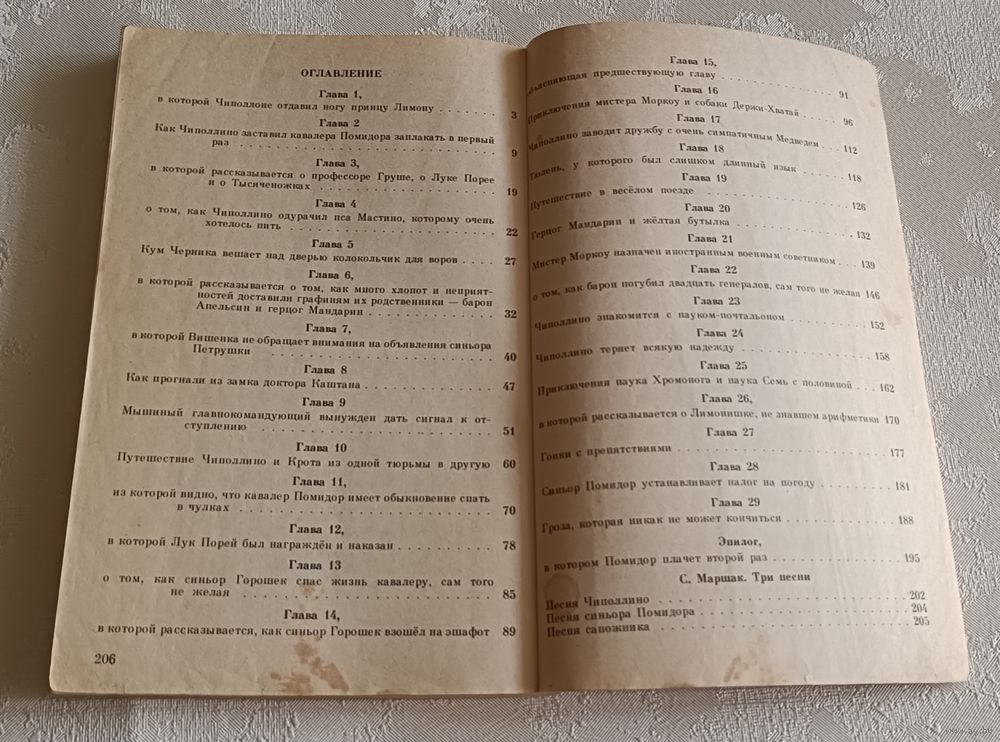 ОГЛАВЛЕНИЕ
Глава 1,
в которой Чиполлоне отдавил ногу принцу Лимону . . . . . . . 3
Глава 2
Как Чиполлино заставил кавалера Помидора заплакать в первый
раз . . . . . . . . . . . . . . . . . . . . 9
Глава 3,
в которой рассказывается о профессоре Груше, о Луке Порее
и о Тысяченожках . . . . . . . . . . . . . . 19
Глава 4
о том, как Чиполлино одурачил пса Мастино, которому очень
хотелось пить . . . . . . . . . . . . . . . 22
Глава 5
Кум Черника вешает над дверью колокольчик для воров . . . . 27
Глава 6,
в которой рассказывается о том, как много хлопот и неприят-
ностей доставили графиням их родственники — барон
Апельсин и герцог Мандарин . . . . . . . . . . 32
Глава 7,
в которой Вишенка не обращает внимания на объявления синьора
Петрушки . . . . . . . . . . . . . . . . . 40
Глава 8
Как прогнали из замка доктора Каштана . . . . . . . . . . 47
Глава 9
Мышиный главнокомандующий вынужден дать сигнал к от-
ступлению . . . . . . . . . . . . . . . . . 51
Глава 10
Путешествие Чиполлино и Крота из одной тюрьмы в другую 60
Глава 11,
из которой видно, что кавалер Помидор имеет обыкновение спать
в чулках . . . . . . . . . . . . . . . . . . 70
Глава 12,
в которой Лук Порей был награждён и наказан . . . . . . . . 78
Глава 13
о том, как синьор Горошек спас жизнь кавалеру, сам того
не желая . . . . . . . . . . . . . . . . . . 85
Глава 14,
в которой рассказывается, как синьор Горошек взошёл на эшафот 89
206
Глава 15,
объясняющая предшествующую главу . . . . . . . . . . 91
Глава 16
Приключения мистера Моркоу и собаки Держи-Хватай . . . . . 96
Глава 17
Чиполлино заводит дружбу с очень симпатичным Медведем . . . 112
Глава 18
Тюлень, у которого был слишком длинный язык . . . . . . 118
Глава 19
Путешествие в весёлом поезде . . . . . . . . . . . . . 126
Глава 20
Герцог Мандарин и жёлтая бутылка . . . . . . . . . . . 132
Глава 21
Мистер Моркоу назначен иностранным военным советником . . . 139
Глава 22
о том, как барон погубил двадцать генералов, сам того не желая 146
Глава 23
Чиполлино знакомится с пауком-почтальоном . . . . . . . . 152
Глава 24
Чиполлино теряет всякую надежду . . . . . . . . . . . . 158
Глава 25
Приключения паука Хромонога и паука Семь с половиной . . . 162
Глава 26,
в которой рассказывается о Лимонишке, не знавшем арифметики 170
Глава 27
Гонки с препятствиями . . . . . . . . . . . . . . . . 177
Глава 28
Синьор Помидор устанавливает налог на погоду . . . . . . . 181
Глава 29
Гроза, которая никак не может кончиться . . . . . . . . . 188
Эпилог,
в котором Помидор плачет второй раз . . . . . . . . . . . 195
С. Маршак. Три песни
Песня Чиполлино . . . . . . . . . . . . . . . . . . 202
Песня синьора Помидора . . . . . . . . . . . . . . . 204
Песня сапожника . . . . . . . . . . . . . . . . . . 205